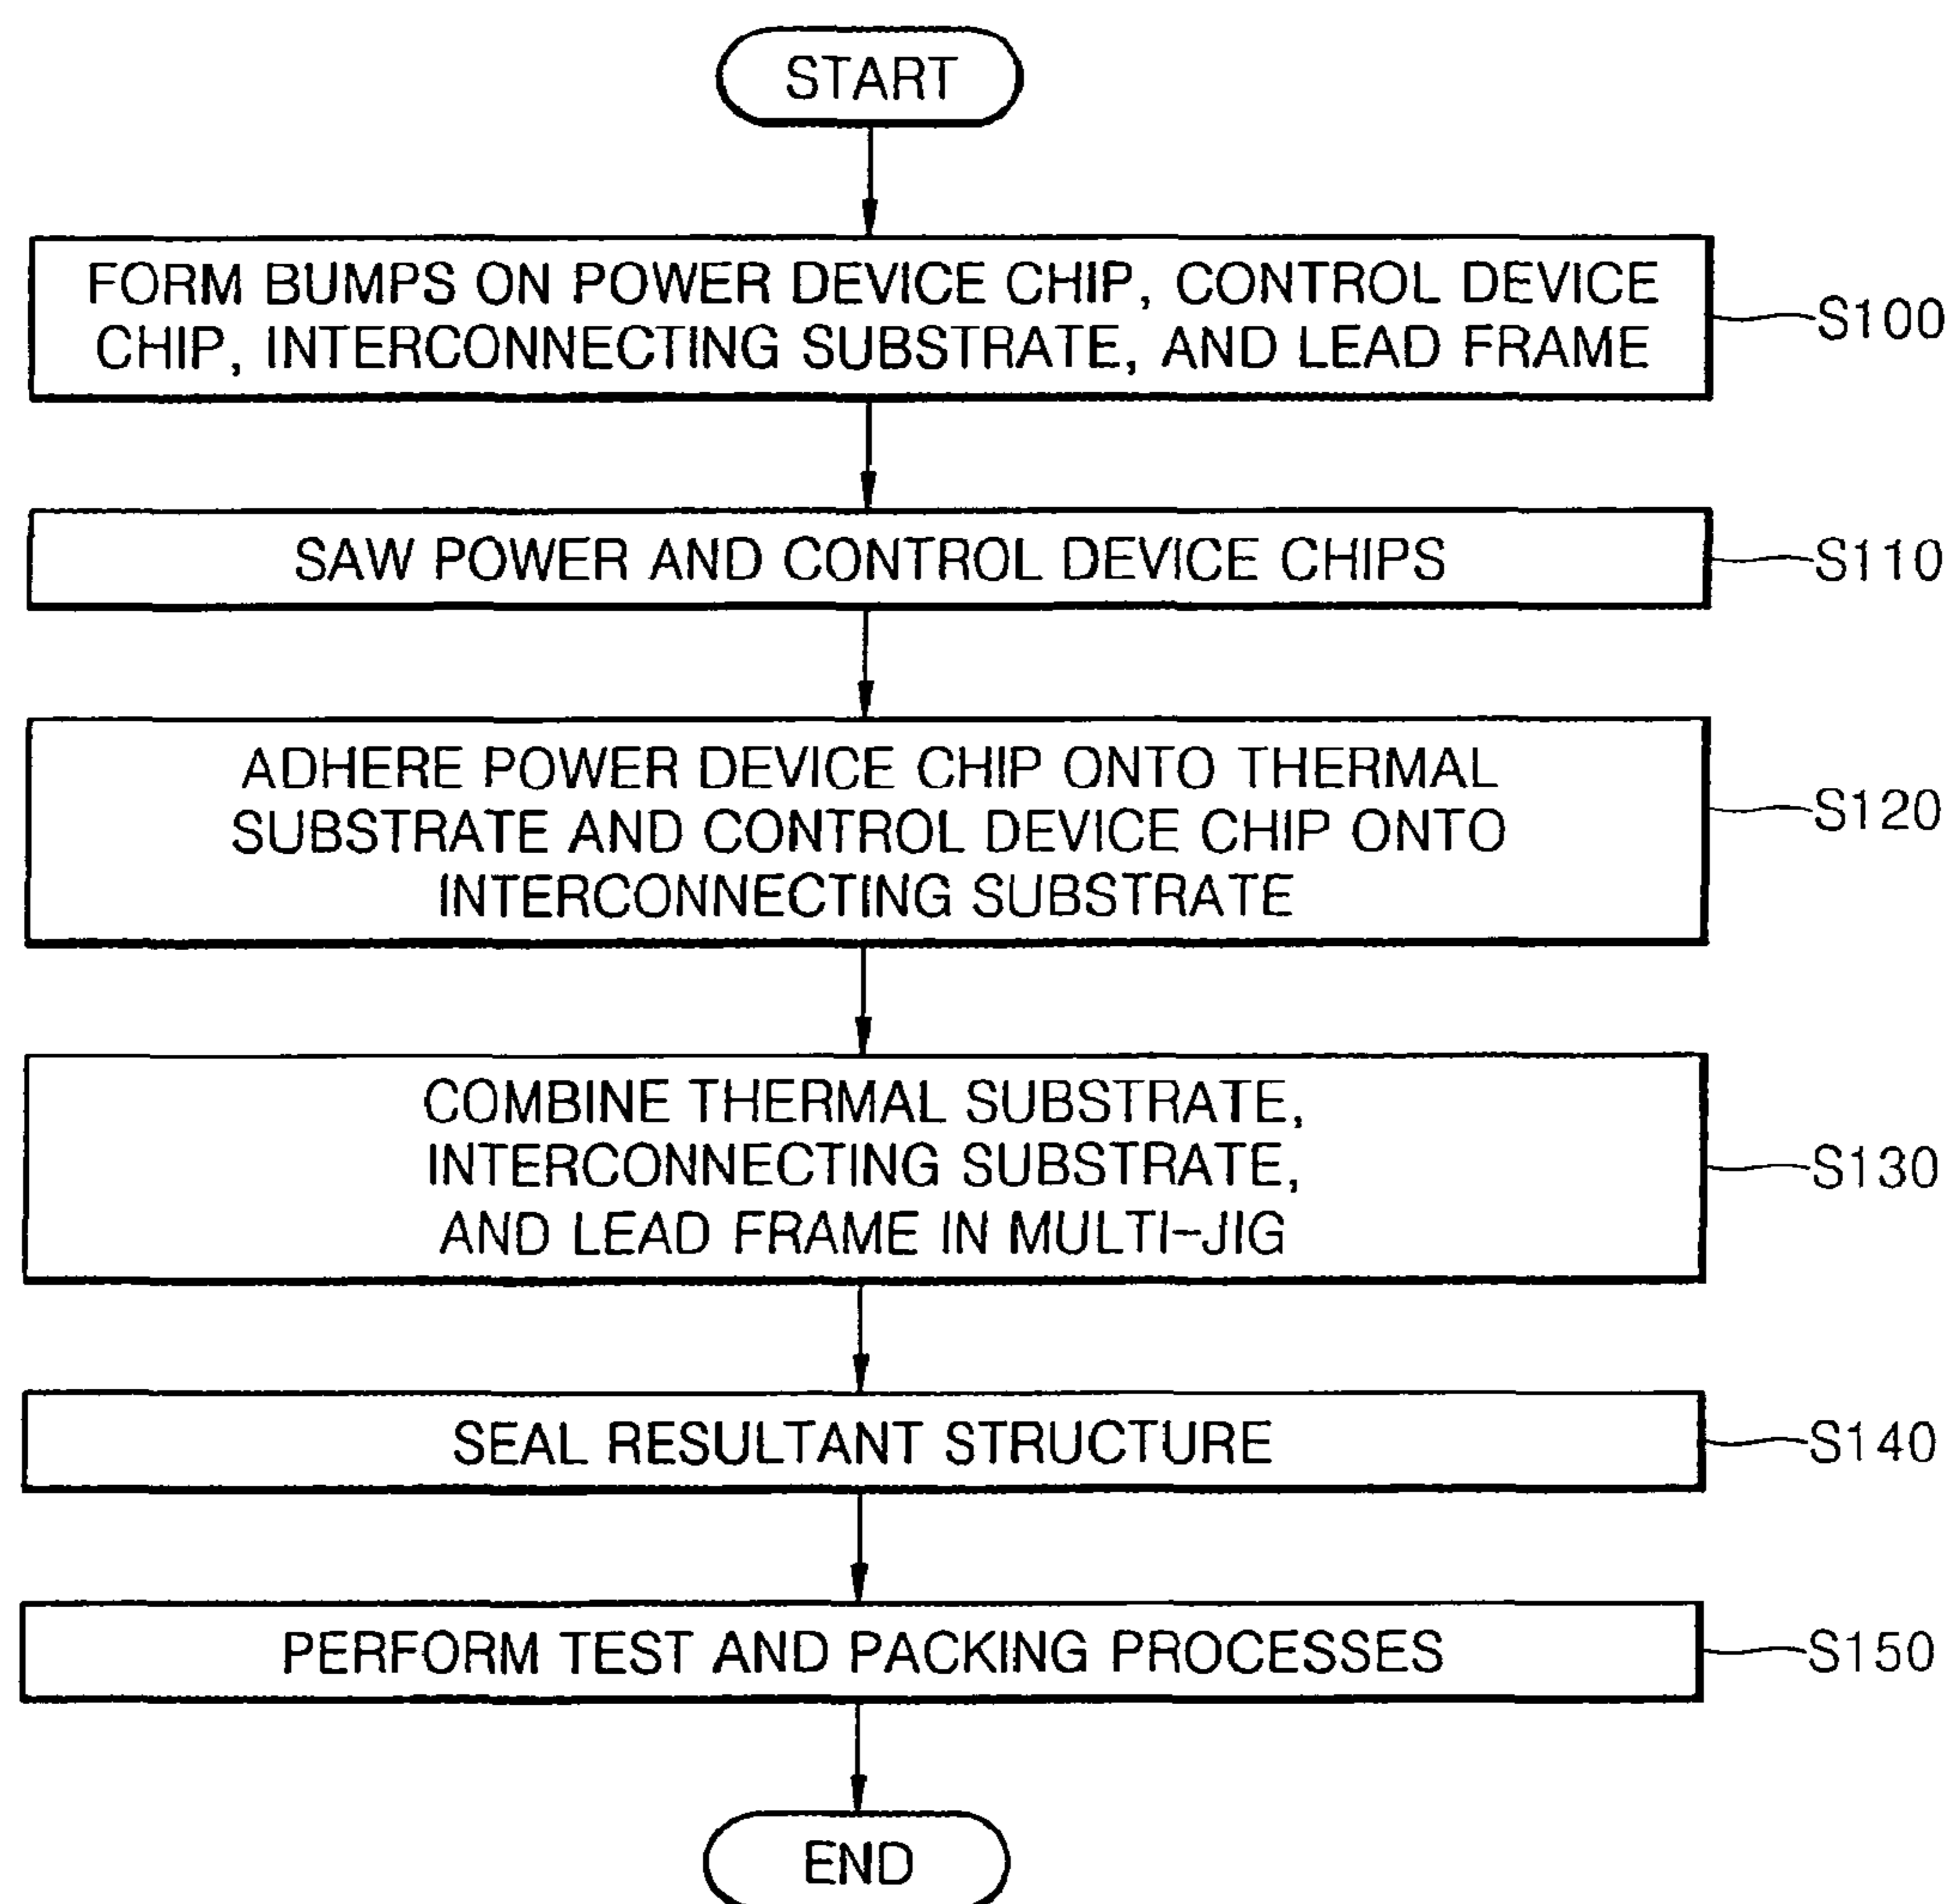 START
FORM BUMPS ON POWER DEVICE CHIP, CONTROL DEVICE
CHIP, INTERCONNECTING SUBSTRATE, AND LEAD FRAME
S100
SAW POWER AND CONTROL DEVICE CHIPS
S110
ADHERE POWER DEVICE CHIP ONTO THERMAL
SUBSTRATE AND CONTROL DEVICE CHIP ONTO
INTERCONNECTING SUBSTRATE
S120
COMBINE THERMAL SUBSTRATE,
INTERCONNECTING SUBSTRATE,
AND LEAD FRAME IN MULTI-JIG
S130
SEAL RESULTANT STRUCTURE
S140
PERFORM TEST AND PACKING PROCESSES
S150
END